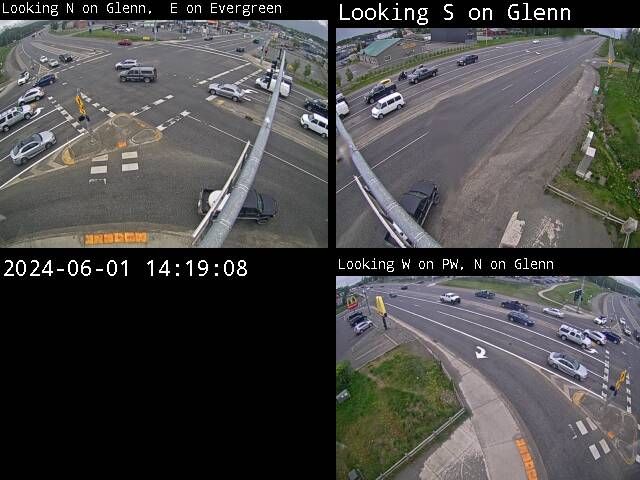 Looking N on Glenn,  E on Evergreen
Looking S on Glenn
2024-06-01 14:19:08
Looking W on PW, N on Glenn